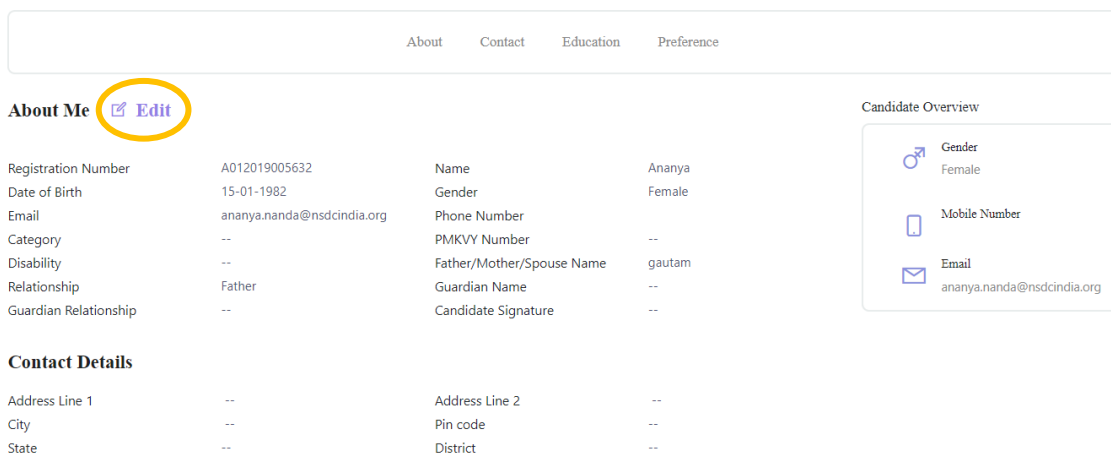 About Contact Education Preference
About Me Edit
Registration Number A012019005632 Name Ananya
Date of Birth 15-01-1982 Gender Female
Email ananya.nanda@nsdcindia.org Phone Number
Category -- PMKVY Number --
Disability -- Father/Mother/Spouse Name gautam
Relationship Father Guardian Name --
Guardian Relationship -- Candidate Signature --
Contact Details
Address Line 1 -- Address Line 2 --
City -- Pin code --
State -- District --
Candidate Overview
Gender
Female
Mobile Number
Email
ananya.nanda@nsdcindia.org